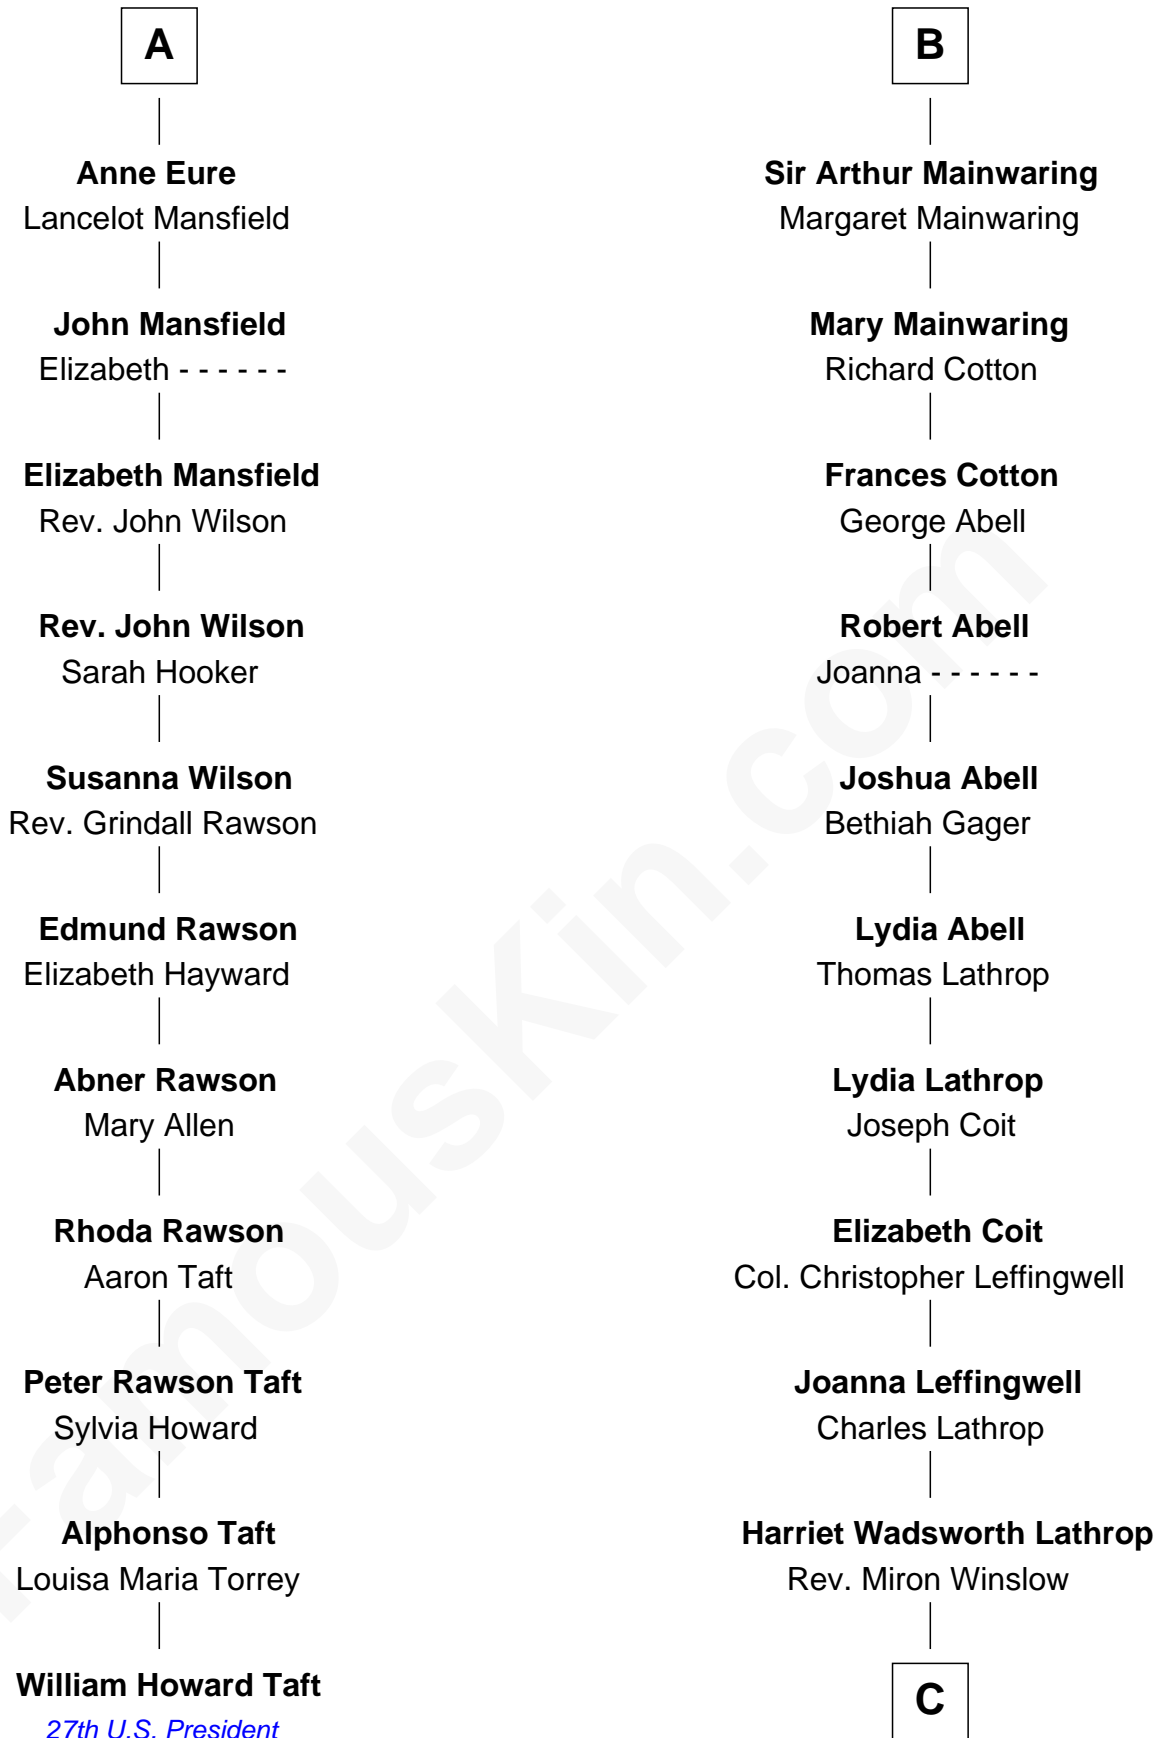 A
Anne Eure
Lancelot Mansfield
John Mansfield
Elizabeth - - - - - -
Elizabeth Mansfield
Rev. John Wilson
Rev. John Wilson
Sarah Hooker
Susanna Wilson
Rev. Grindall Rawson
Edmund Rawson
Elizabeth Hayward
Abner Rawson
Mary Allen
Rhoda Rawson
Aaron Taft
Peter Rawson Taft
Sylvia Howard
Alphonso Taft
Louisa Maria Torrey
William Howard Taft
27th U.S. President
B
Sir Arthur Mainwaring
Margaret Mainwaring
Mary Mainwaring
Richard Cotton
Frances Cotton
George Abell
Robert Abell
Joanna - - - - - -
Joshua Abell
Bethiah Gager
Lydia Abell
Thomas Lathrop
Lydia Lathrop
Joseph Coit
Elizabeth Coit
Col. Christopher Leffingwell
Joanna Leffingwell
Charles Lathrop
Harriet Wadsworth Lathrop
Rev. Miron Winslow
C
FamousKin.com